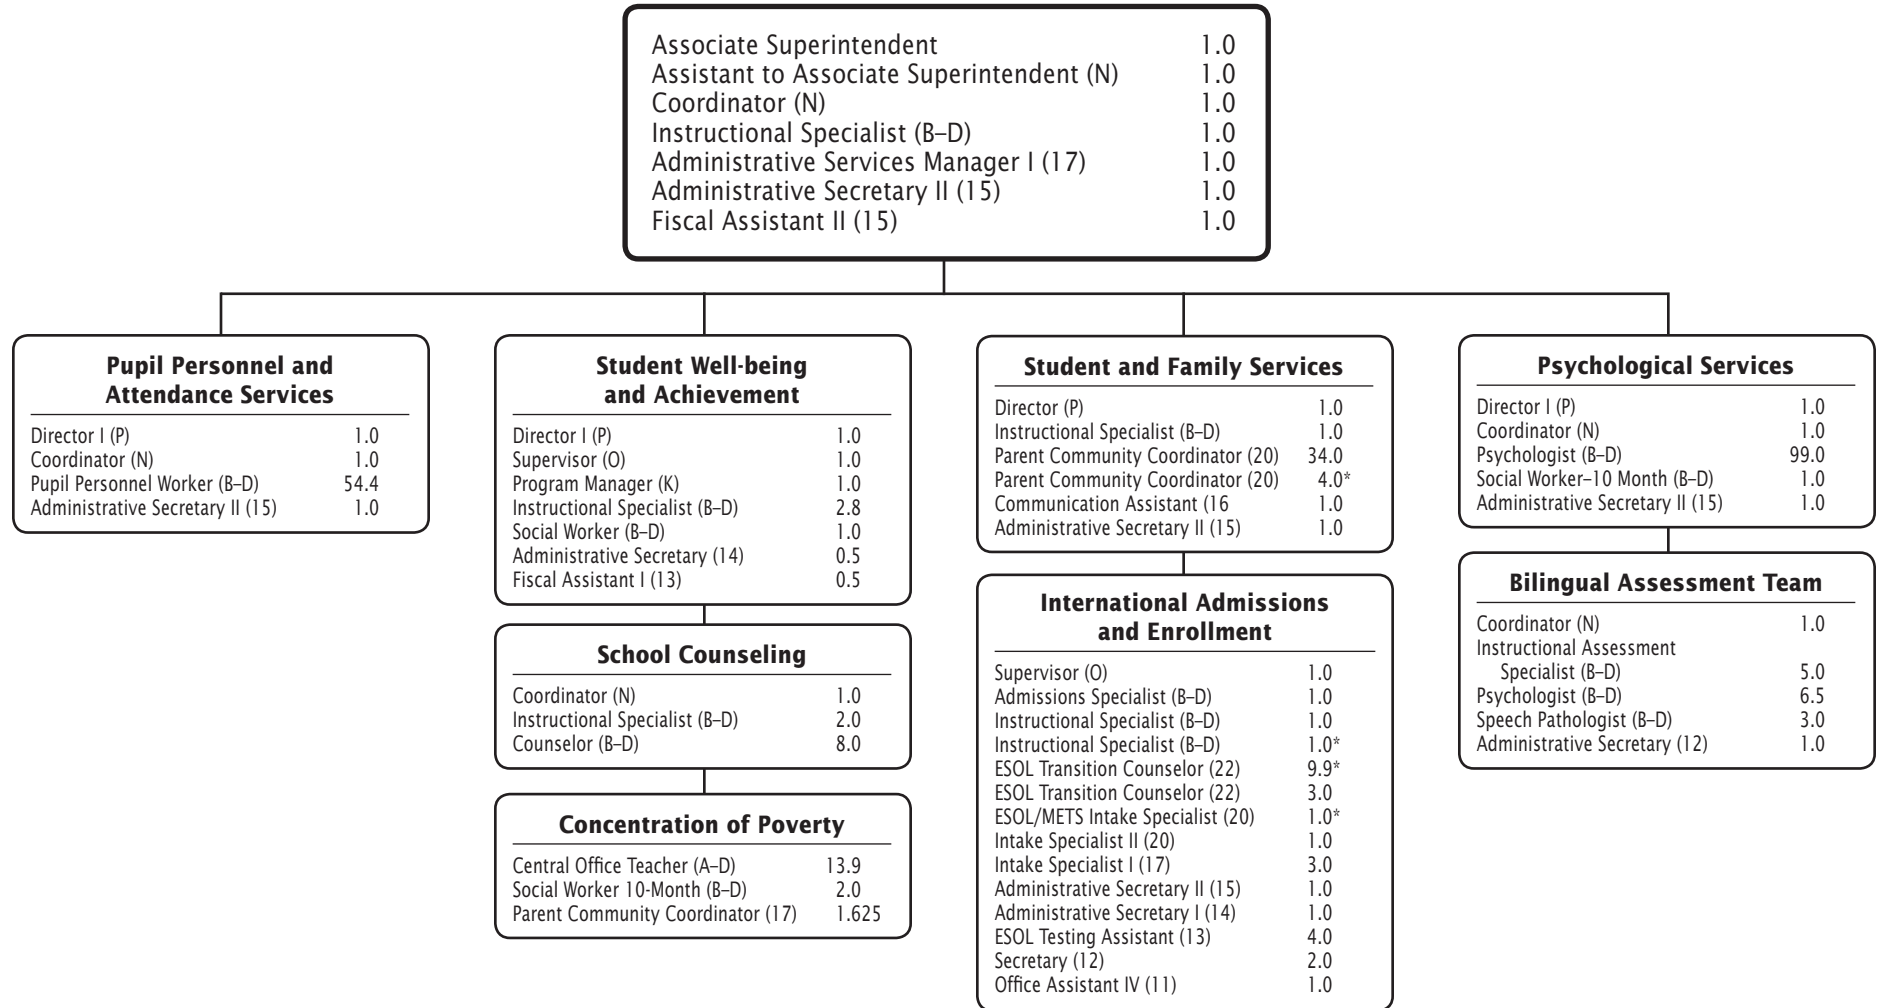 Associate Superintendent 1.0
Assistant to Associate Superintendent (N) 1.0
Coordinator (N) 1.0
Instructional Specialist (B–D) 1.0
Administrative Services Manager I (17) 1.0
Administrative Secretary II (15) 1.0
Fiscal Assistant II (15) 1.0
Pupil Personnel and
Attendance Services
Director I (P) 1.0
Coordinator (N) 1.0
Pupil Personnel Worker (B–D) 54.4
Administrative Secretary II (15) 1.0
Student Well-being
and Achievement
Director I (P) 1.0
Supervisor (O) 1.0
Program Manager (K) 1.0
Instructional Specialist (B–D) 2.8
Social Worker (B–D) 1.0
Administrative Secretary (14) 0.5
Fiscal Assistant I (13) 0.5
School Counseling
Coordinator (N) 1.0
Instructional Specialist (B–D) 2.0
Counselor (B–D) 8.0
Concentration of Poverty
Central Office Teacher (A–D) 13.9
Social Worker 10-Month (B–D) 2.0
Parent Community Coordinator (17) 1.625
Student and Family Services
Director (P) 1.0
Instructional Specialist (B–D) 1.0
Parent Community Coordinator (20) 34.0
Parent Community Coordinator (20) 4.0*
Communication Assistant (16 1.0
Administrative Secretary II (15) 1.0
International Admissions
and Enrollment
Supervisor (O) 1.0
Admissions Specialist (B–D) 1.0
Instructional Specialist (B–D) 1.0
Instructional Specialist (B–D) 1.0*
ESOL Transition Counselor (22) 9.9*
ESOL Transition Counselor (22) 3.0
ESOL/METS Intake Specialist (20) 1.0*
Intake Specialist II (20) 1.0
Intake Specialist I (17) 3.0
Administrative Secretary II (15) 1.0
Administrative Secretary I (14) 1.0
ESOL Testing Assistant (13) 4.0
Secretary (12) 2.0
Office Assistant IV (11) 1.0
Psychological Services
Director I (P) 1.0
Coordinator (N) 1.0
Psychologist (B–D) 99.0
Social Worker–10 Month (B–D) 1.0
Administrative Secretary II (15) 1.0
Bilingual Assessment Team
Coordinator (N) 1.0
Instructional Assessment
Specialist (B–D) 5.0
Psychologist (B–D) 6.5
Speech Pathologist (B–D) 3.0
Administrative Secretary (12) 1.0